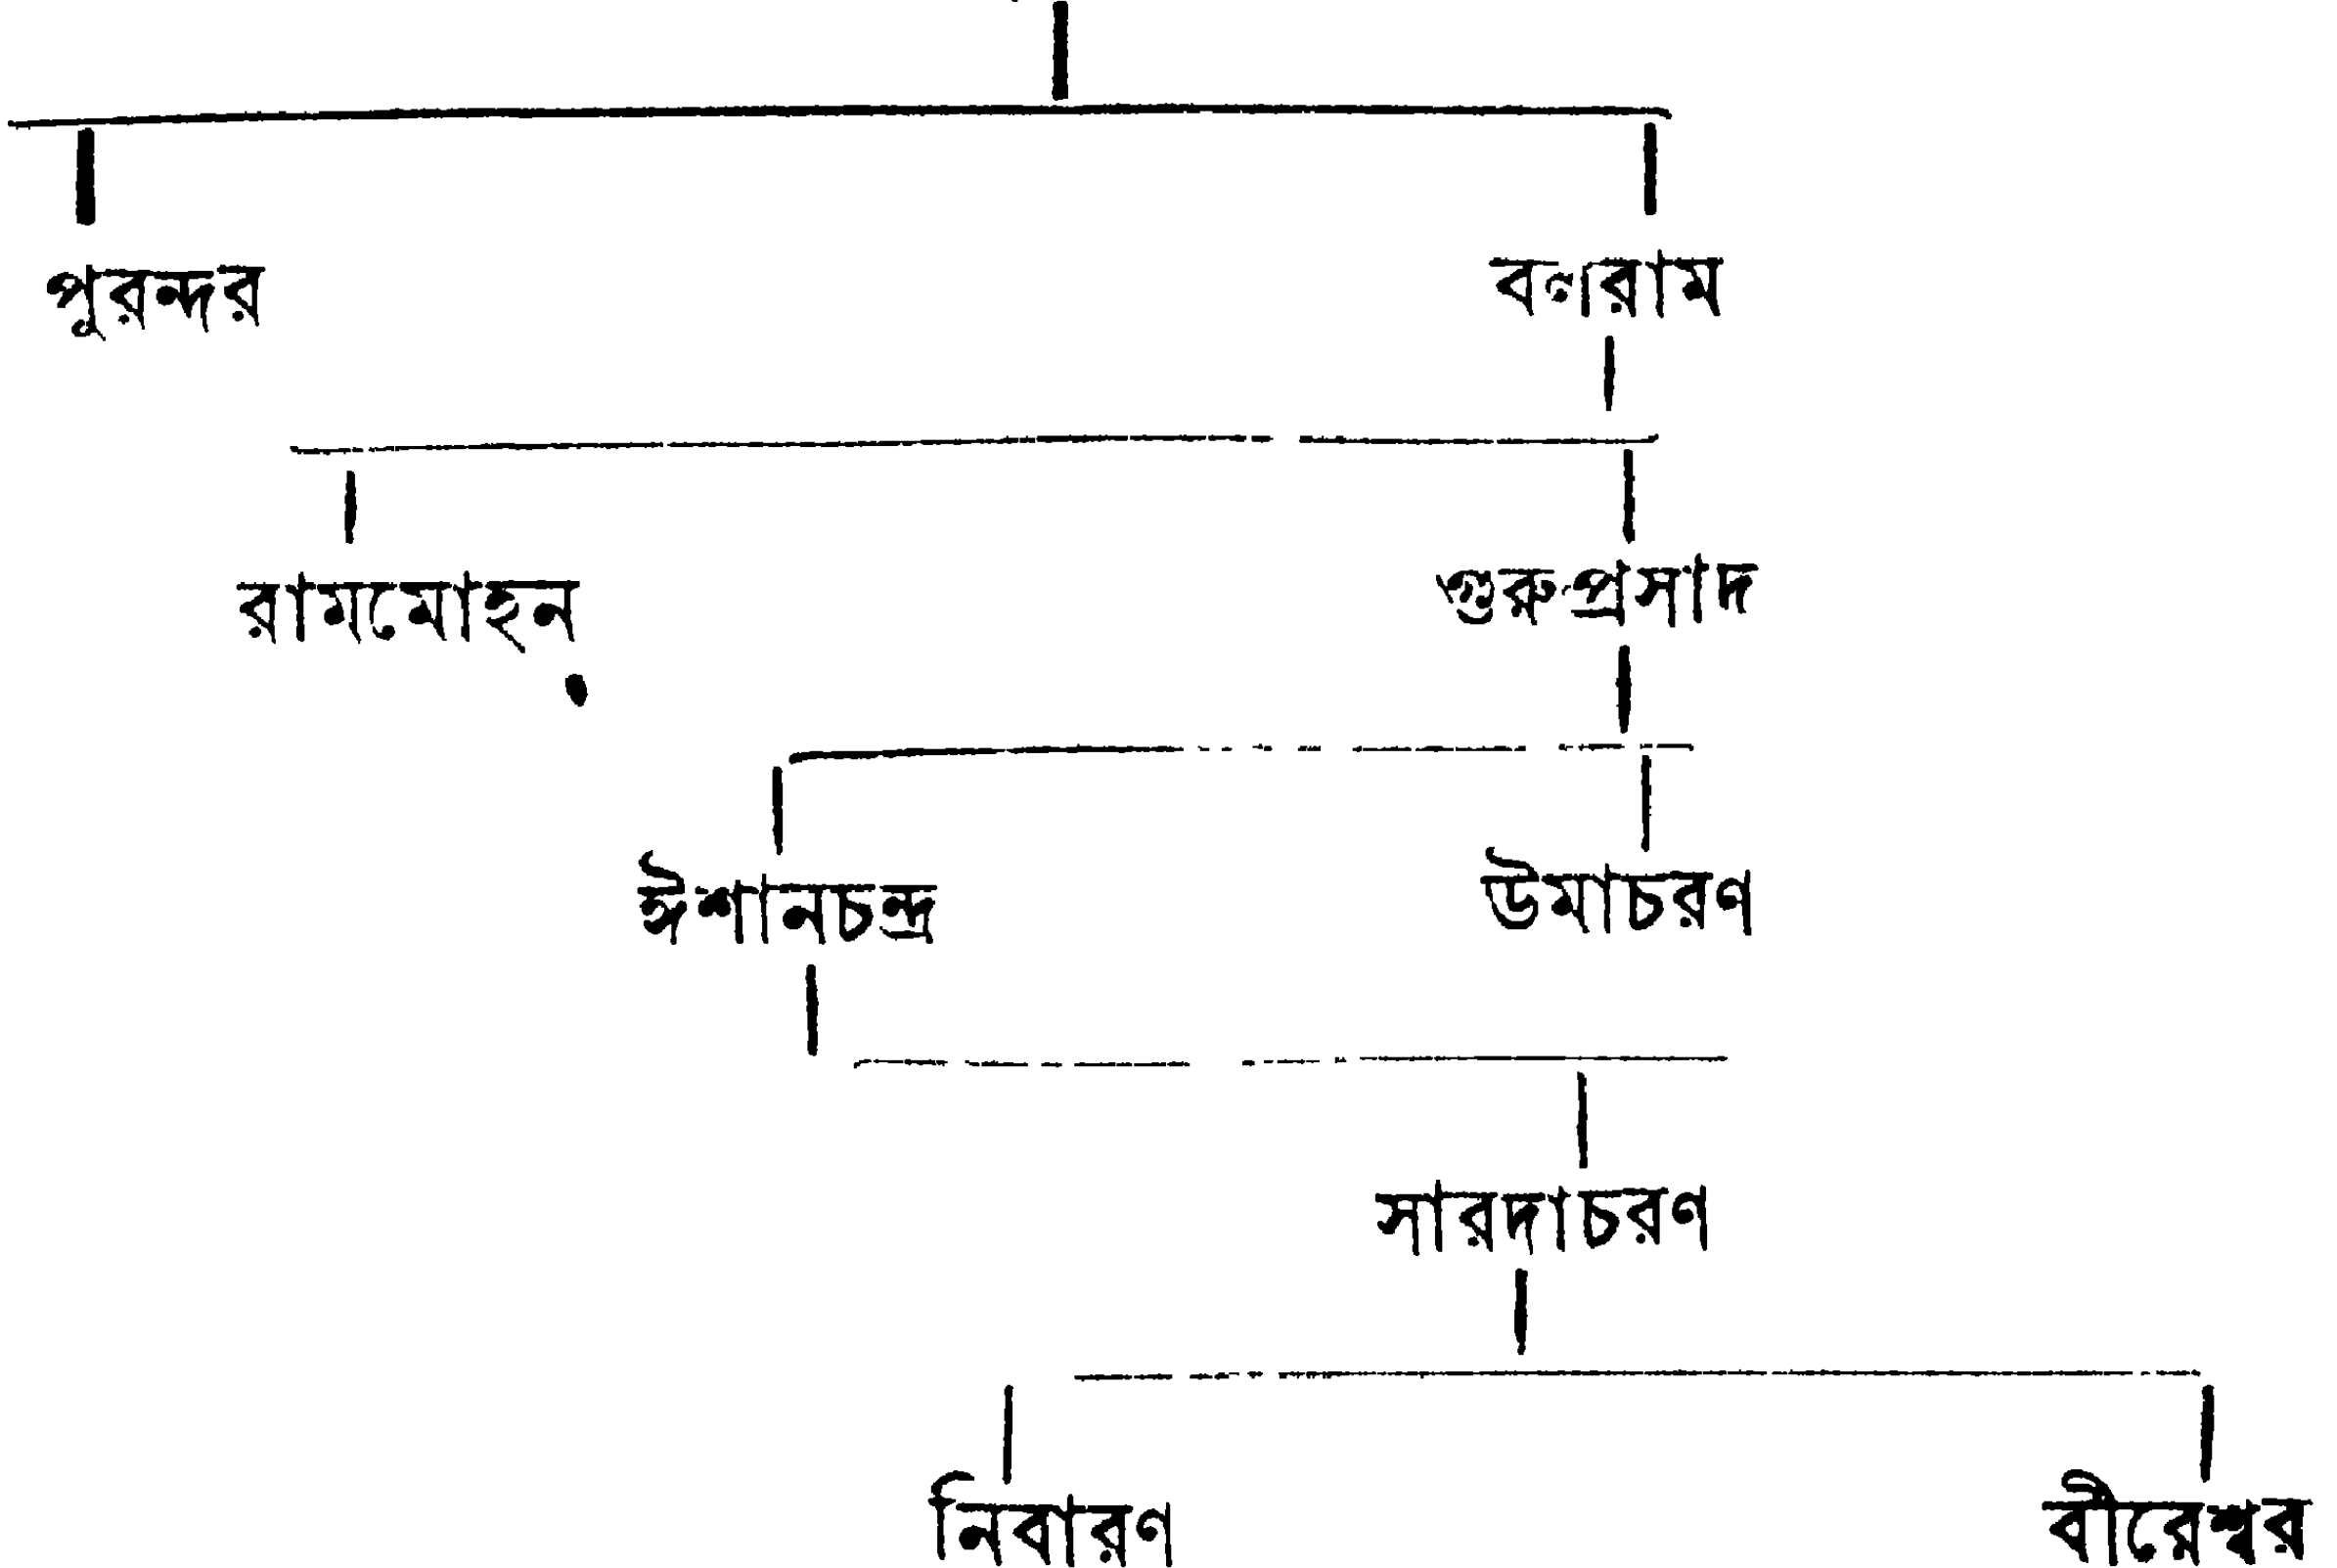 পুরন্দর বলরাম
রামমোহন গুরুপ্রসাদ
ঈশানচন্দ্র উমাচরণ
সারদাচরণ
নিবারণ বীরেশ্বর